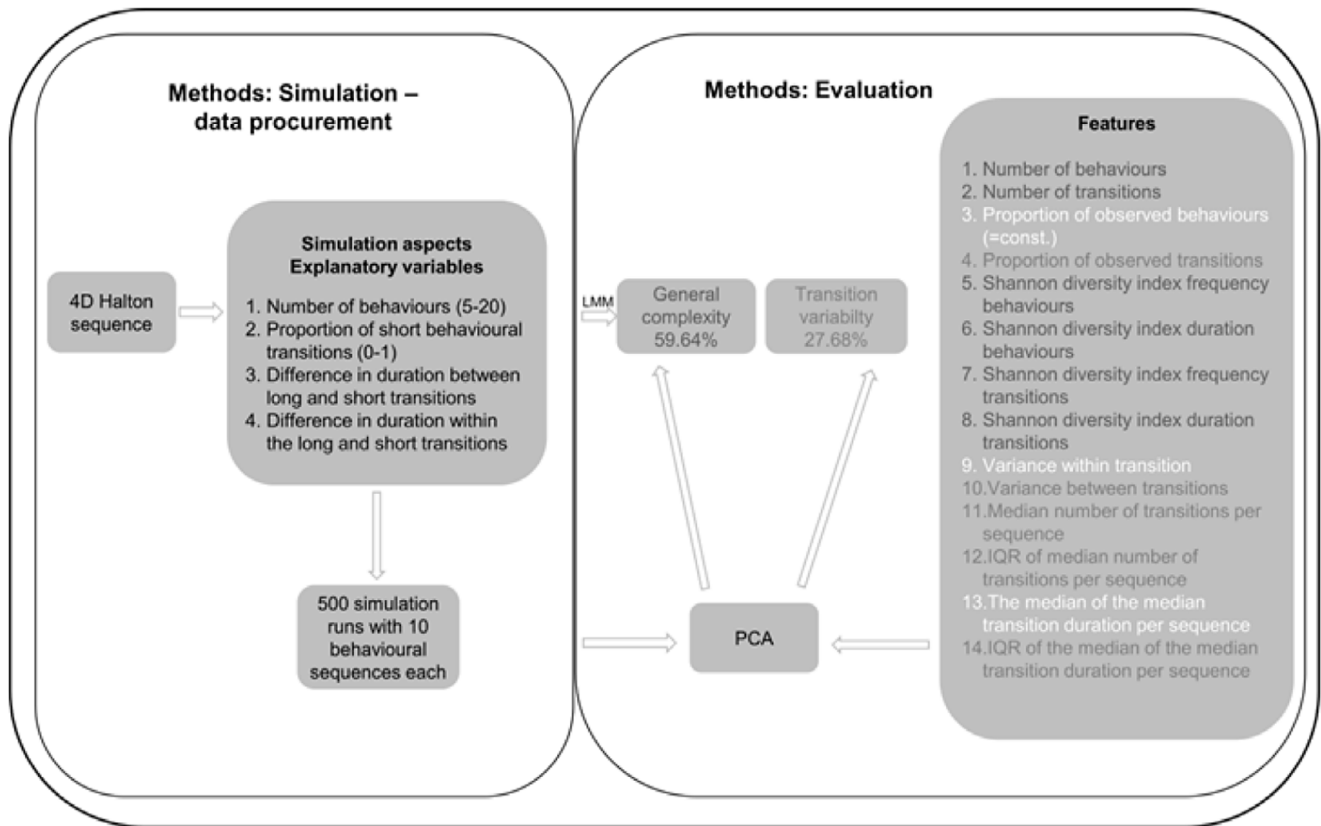 Methods: Simulation –
data procurement
4D Halton
sequence
Simulation aspects
Explanatory variables
1. Number of behaviours (5-20)
2. Proportion of short behavioural
transitions (0-1)
3. Difference in duration between
long and short transitions
4. Difference in duration within
the long and short transitions
500 simulation
runs with 10
behavioural
sequences each
Methods: Evaluation
LMM
General
complexity
59.64%
Transition
variabilty
27.68%
PCA
Features
1. Number of behaviours
2. Number of transitions
3. Proportion of observed behaviours
(=const.)
4. Proportion of observed transitions
5. Shannon diversity index frequency
behaviours
6. Shannon diversity index duration
behaviours
7. Shannon diversity index frequency
transitions
8. Shannon diversity index duration
transitions
9. Variance within transition
10.Variance between transitions
11.Median number of transitions per
sequence
12.IQR of median number of
transitions per sequence
13.The median of the median
transition duration per sequence
14.IQR of the median of the median
transition duration per sequence